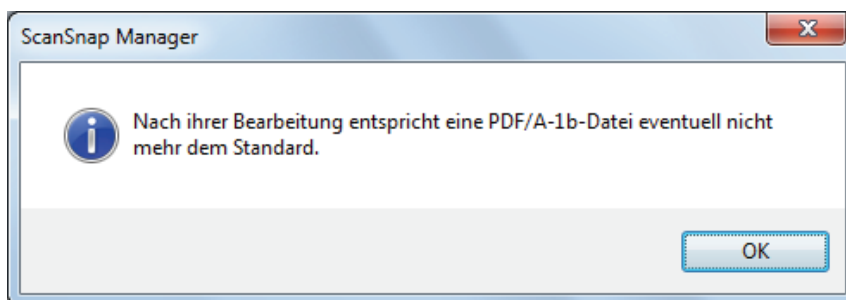 ScanSnap Manager
Nach ihrer Bearbeitung entspricht eine PDF/A-1b-Datei eventuell nicht
mehr dem Standard.
OK